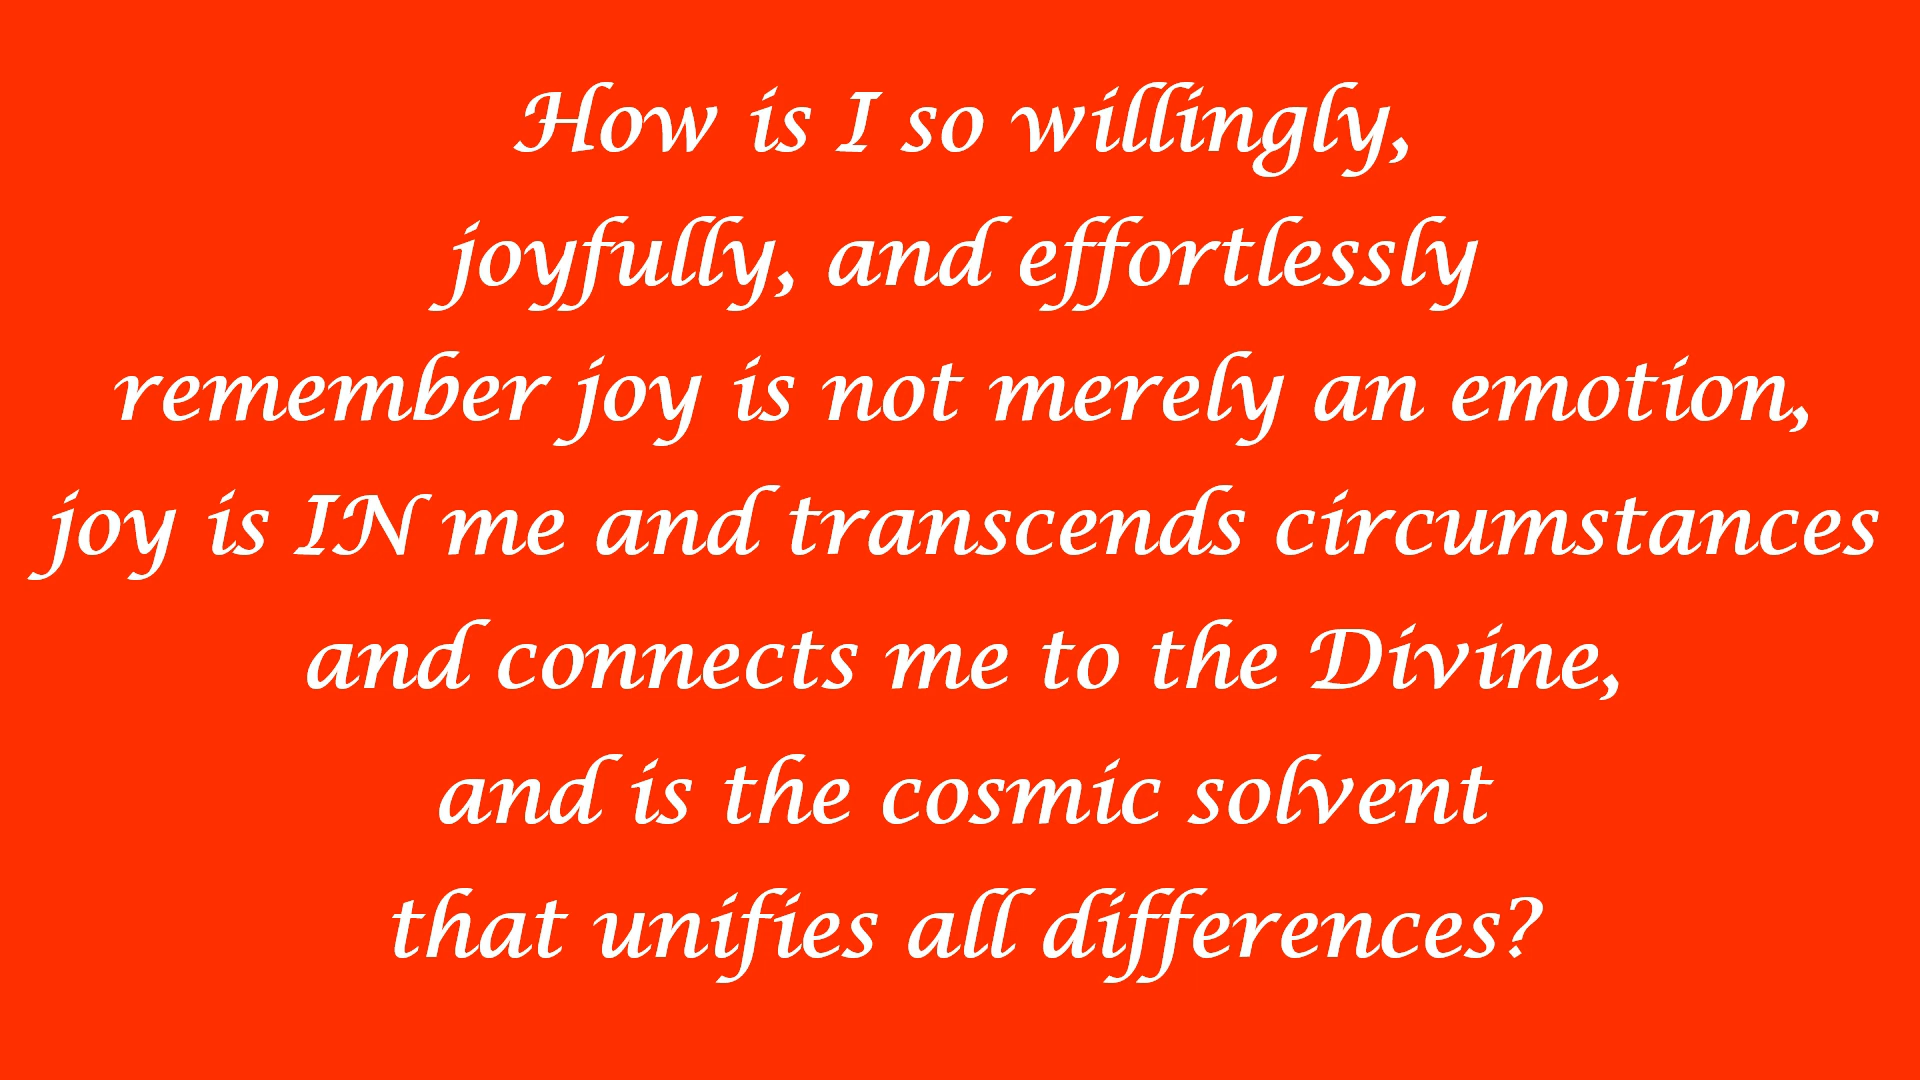 How is I so willingly,
joyfully, and effortlessly
remember joy is not merely an emotion,
joy is IN me and transcends circumstances
and connects me to the Divine,
and is the cosmic solvent
that unifies all differences?